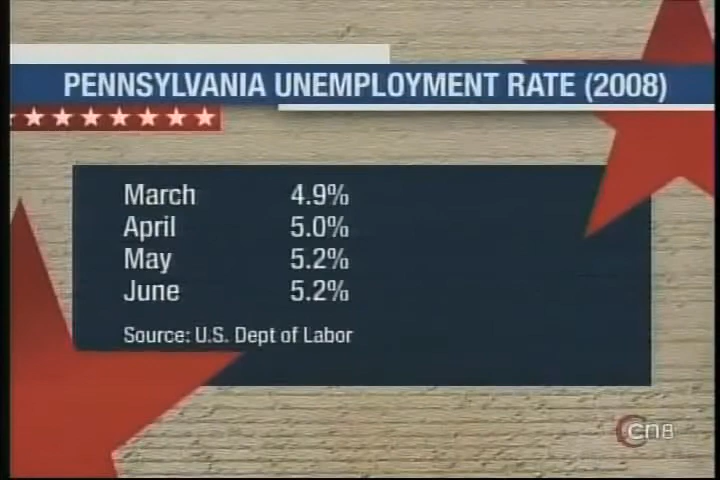 PENNSYLVANIA UNEMPLOYMENT RATE (2008)
March 4.9%
April 5.0%
May 5.2%
June 5.2%
Source: U.S. Dept of Labor
cn8